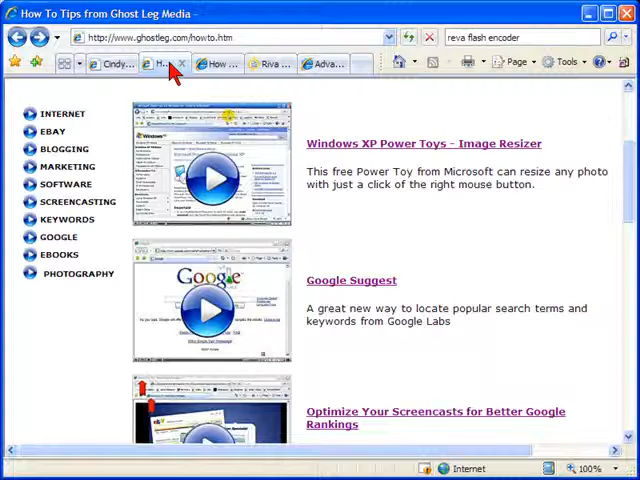 How To Tips from Ghost Leg Media -
http://www.ghostleg.com/howto.htm
reva flash encoder
Cindy...
H...
How ...
Riva ...
Adva...
Page
Tools
INTERNET
EBAY
BLOGGING
MARKETING
SOFTWARE
SCREENCASTING
KEYWORDS
GOOGLE
EBOOKS
PHOTOGRAPHY
Windows
Windows XP Power Toys - Image Resizer
This free Power Toy from Microsoft can resize any photo
with just a click of the right mouse button.
Google
Google Suggest
A great new way to locate popular search terms and
keywords from Google Labs
Optimize Your Screencasts for Better Google
Rankings
Internet
100%